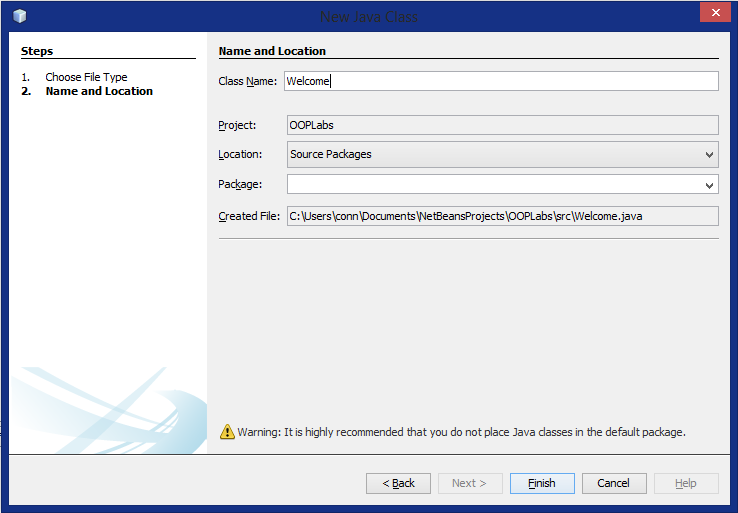 New Java Class
Steps
1. Choose File Type
2. Name and Location
Name and Location
Class Name: Welcome
Project: OOPLabs
Location: Source Packages
Package:
Created File: C:\Users\conn\Documents\NetBeansProjects\OOPLabs\src\Welcome.java
Warning: It is highly recommended that you do not place Java classes in the default package.
< Back Next > Finish Cancel Help